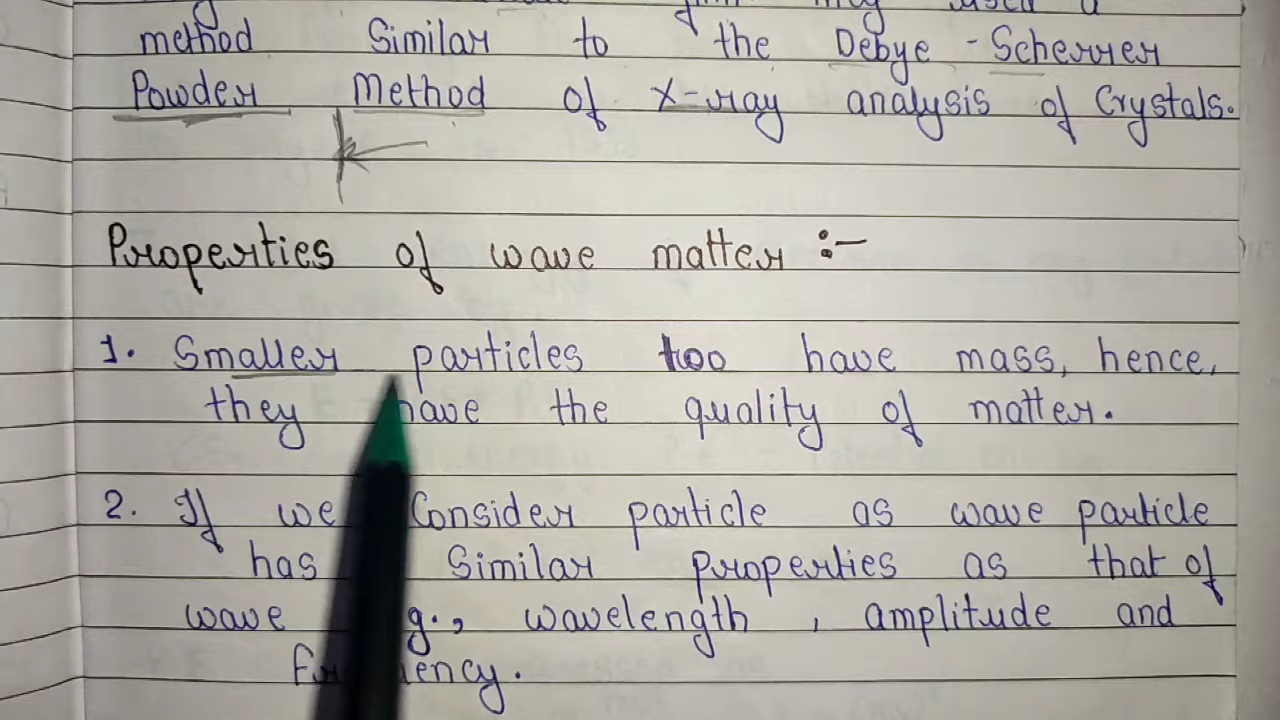 method Similar to the Debye - Scherrer
Powder Method of X-ray analysis of Crystals.
Properties of wave matter :-
1. Smaller particles too have mass, hence,
they have the quality of matter.
2. If we Consider particle as wave particle
has Similar properties as that of
wave g., wavelength, amplitude and
.